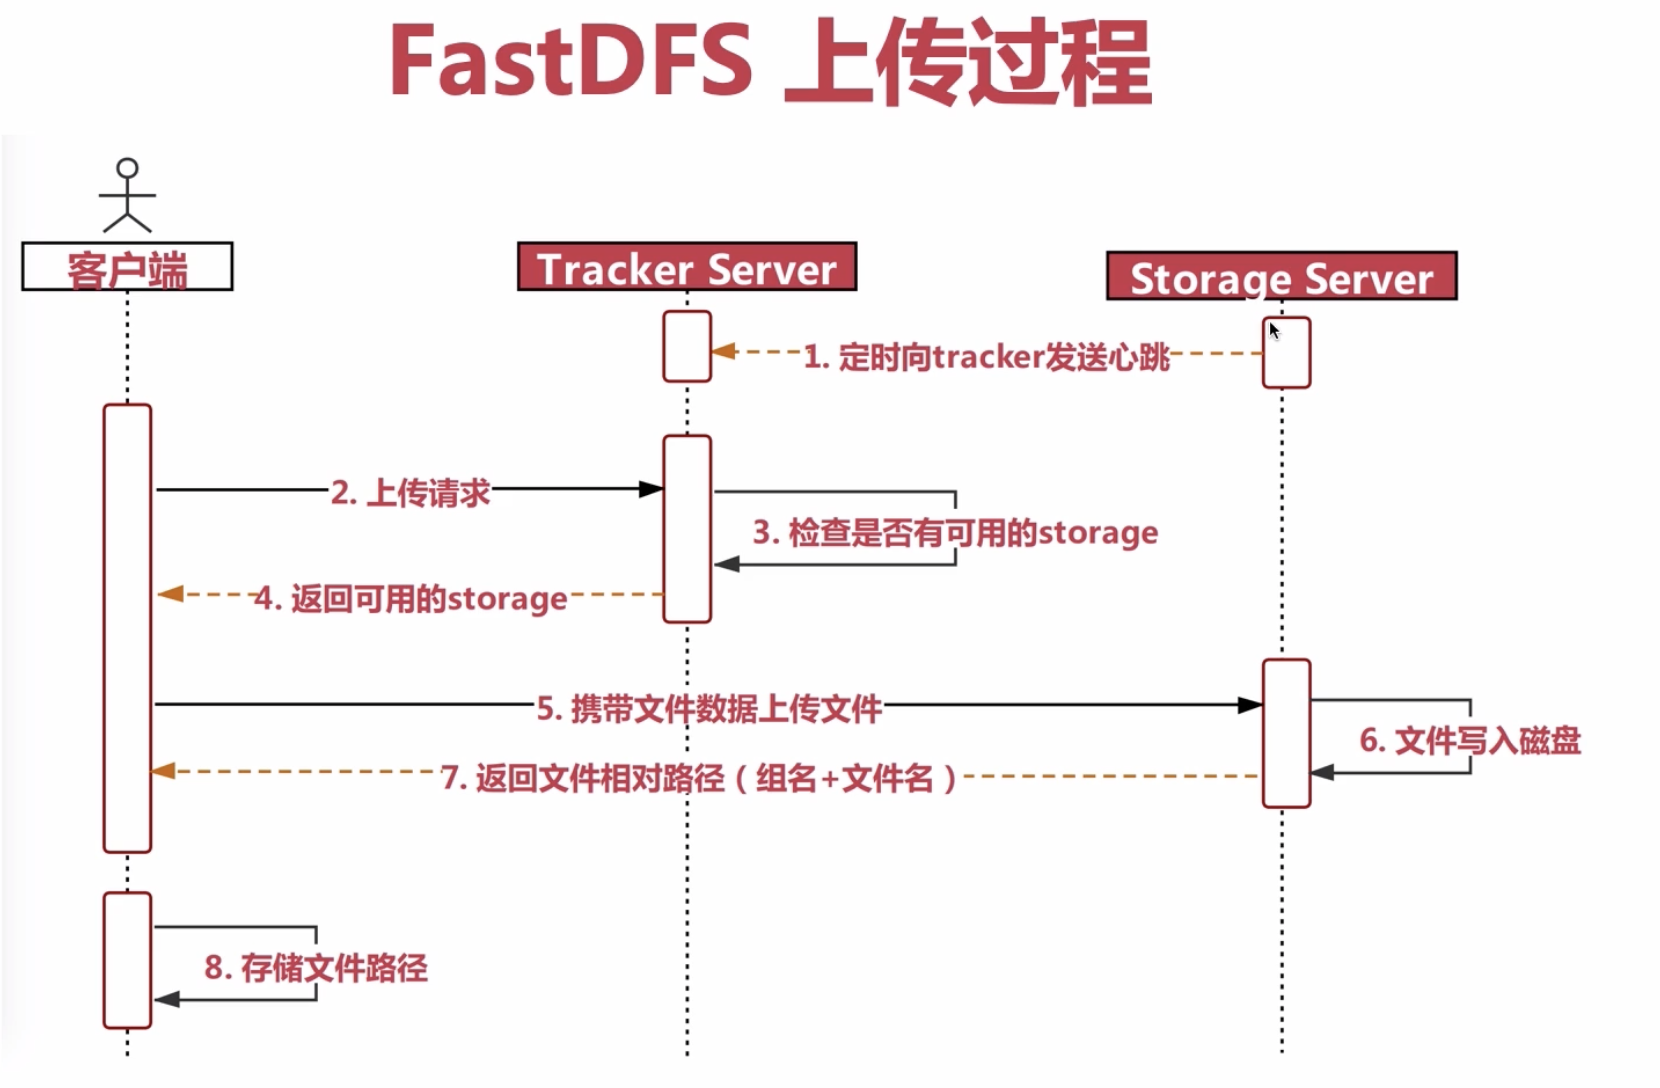 FastDFS 上传过程
客户端
Tracker Server
Storage Server
1. 定时向tracker发送心跳
2. 上传请求
3. 检查是否有可用的storage
4. 返回可用的storage
5. 携带文件数据上传文件
6. 文件写入磁盘
7. 返回文件相对路径（组名+文件名）
8. 存储文件路径